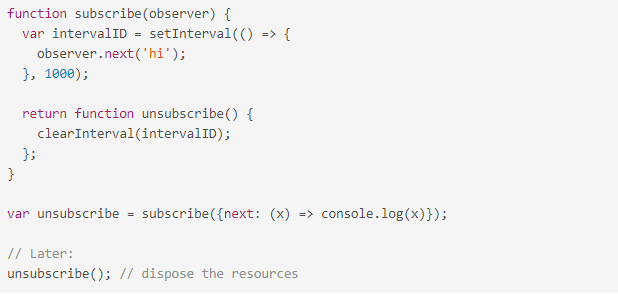 function subscribe(observer) {
  var intervalID = setInterval(() => {
    observer.next('hi');
  }, 1000);

  return function unsubscribe() {
    clearInterval(intervalID);
  };
}

var unsubscribe = subscribe({next: (x) => console.log(x)});

// Later:
unsubscribe(); // dispose the resources